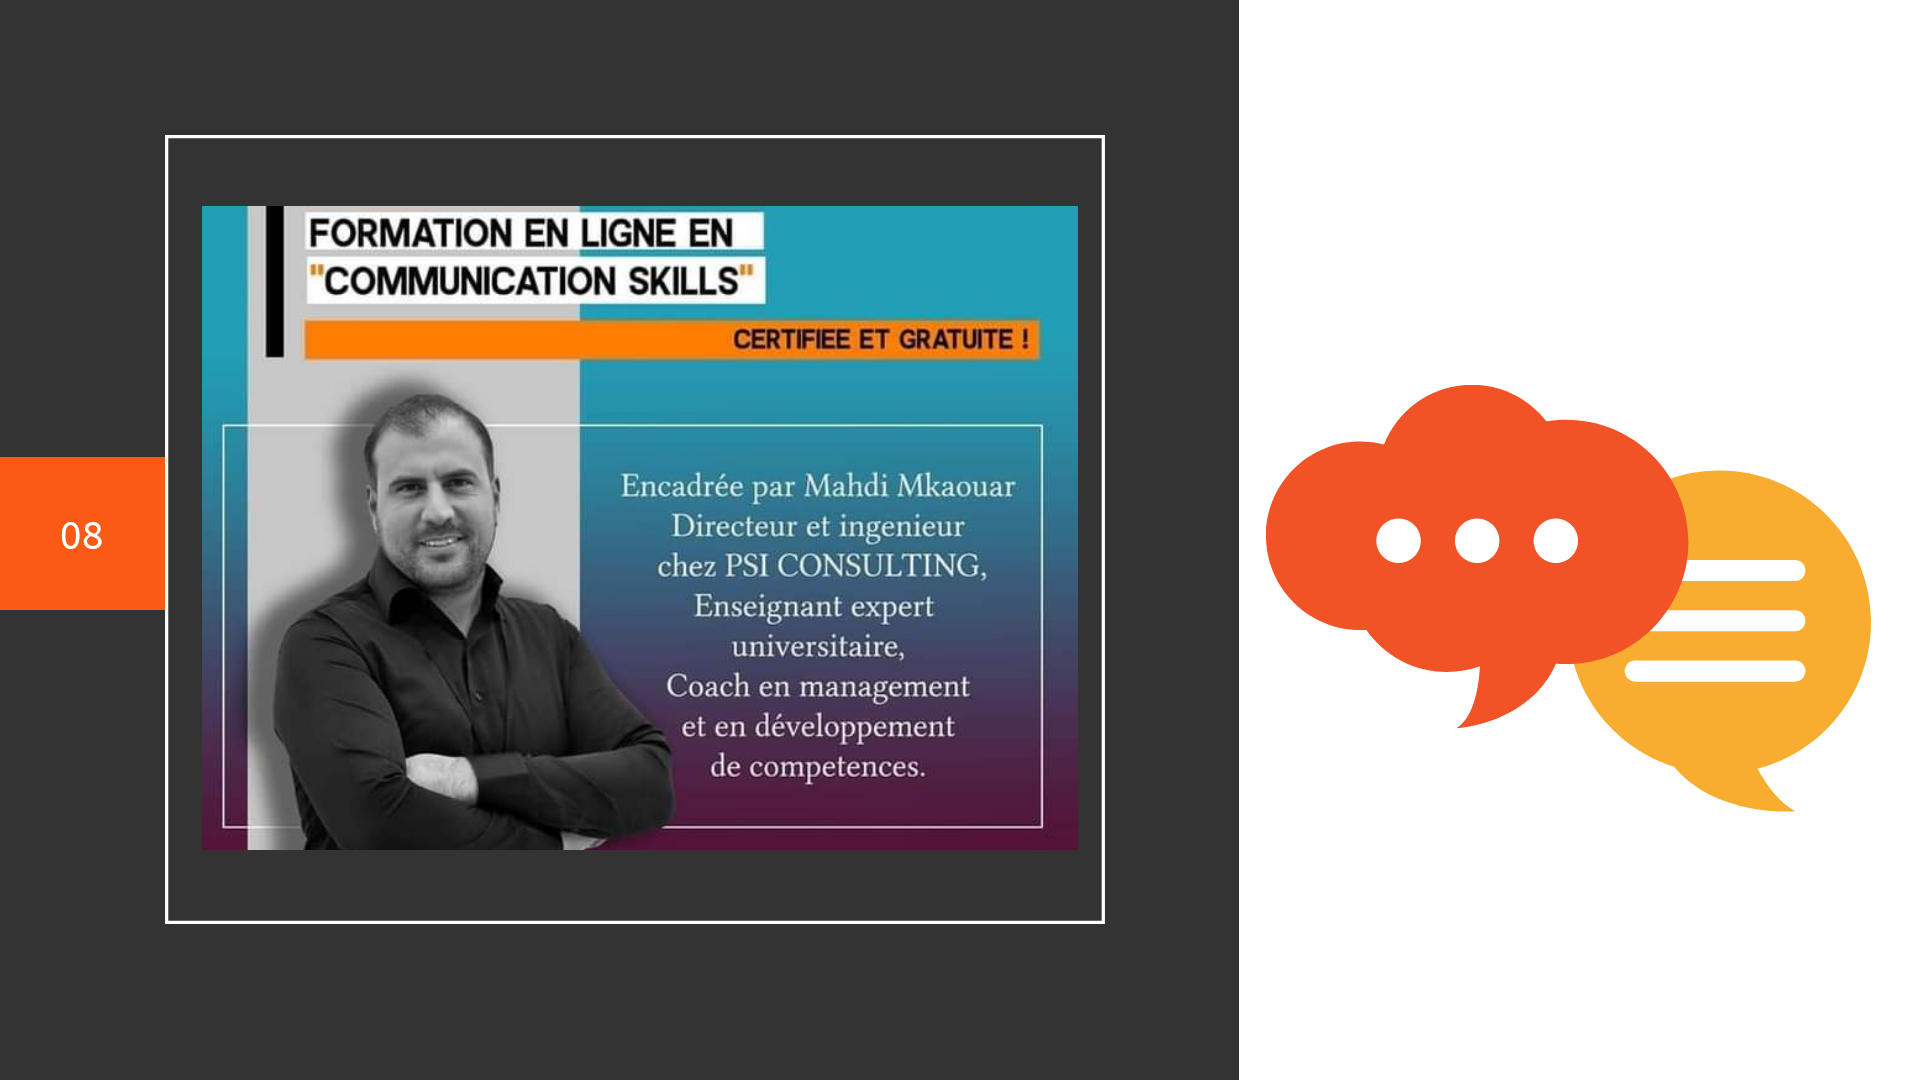 FORMATION EN LIGNE EN
"COMMUNICATION SKILLS"
CERTIFIEE ET GRATUITE !
Encadrée par Mahdi Mkaouar
Directeur et ingenieur
chez PSI CONSULTING,
Enseignant expert
universitaire,
Coach en management
et en développement
de competences.
08